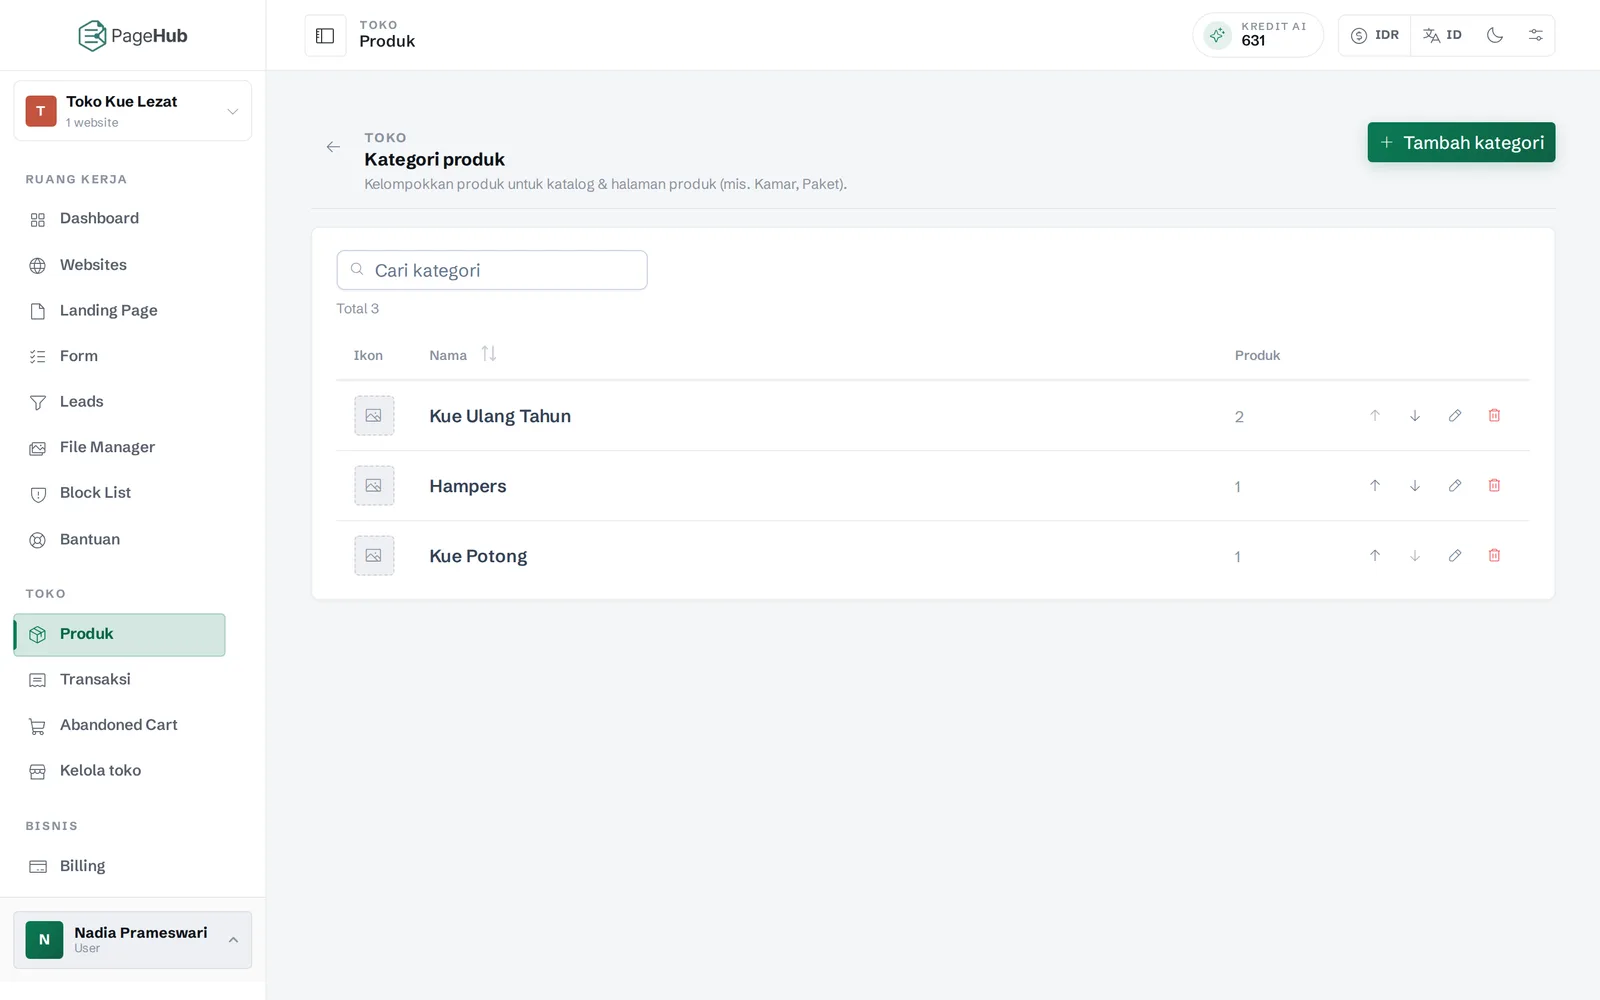 PageHub
TOKO
Produk
KREDIT AI
631
IDR
ID
T
Toko Kue Lezat
1 website
RUANG KERJA
Dashboard
Websites
Landing Page
Form
Leads
File Manager
Block List
Bantuan
TOKO
Produk
Transaksi
Abandoned Cart
Kelola toko
BISNIS
Billing
N
Nadia Prameswari
User
TOKO
Kategori produk
Kelompokkan produk untuk katalog & halaman produk (mis. Kamar, Paket).
+ Tambah kategori
Cari kategori
Total 3
Ikon Nama Produk
Kue Ulang Tahun 2
Hampers 1
Kue Potong 1